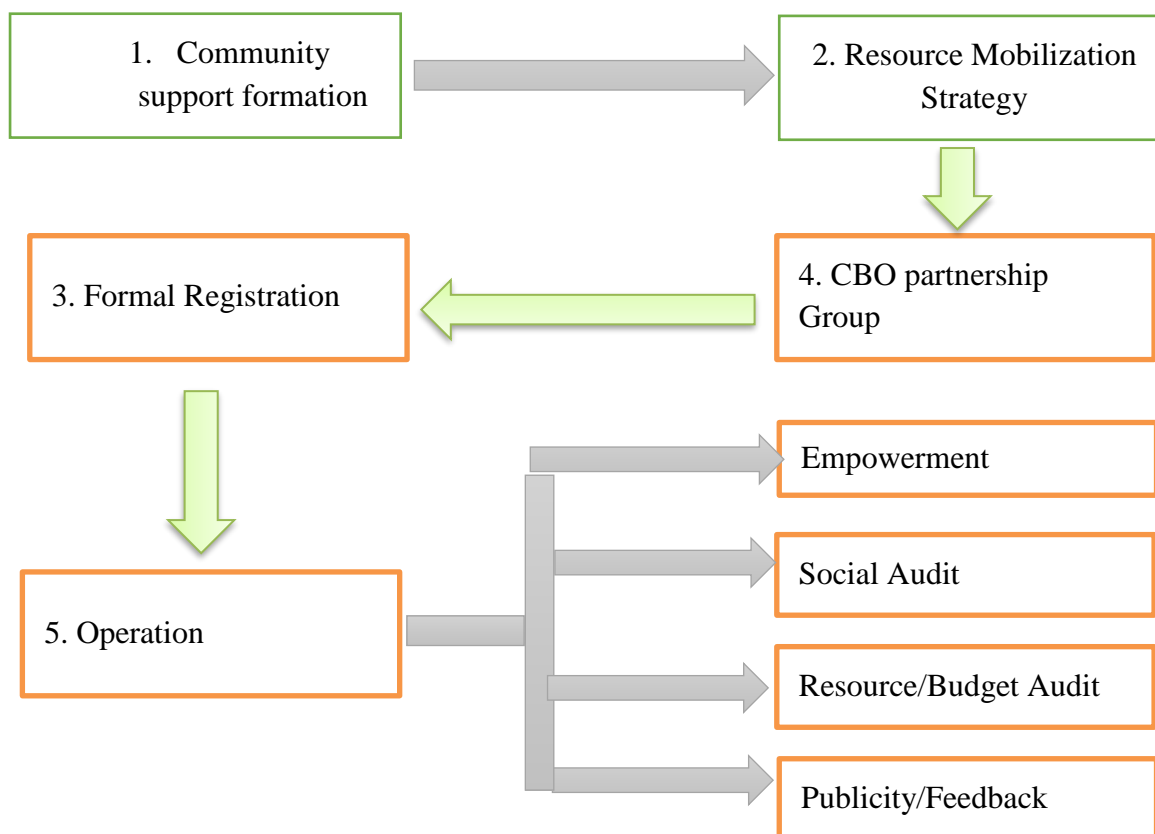 1. Community
support formation
2. Resource Mobilization
Strategy
3. Formal Registration
4. CBO partnership
Group
Empowerment
Social Audit
5. Operation
Resource/Budget Audit
Publicity/Feedback